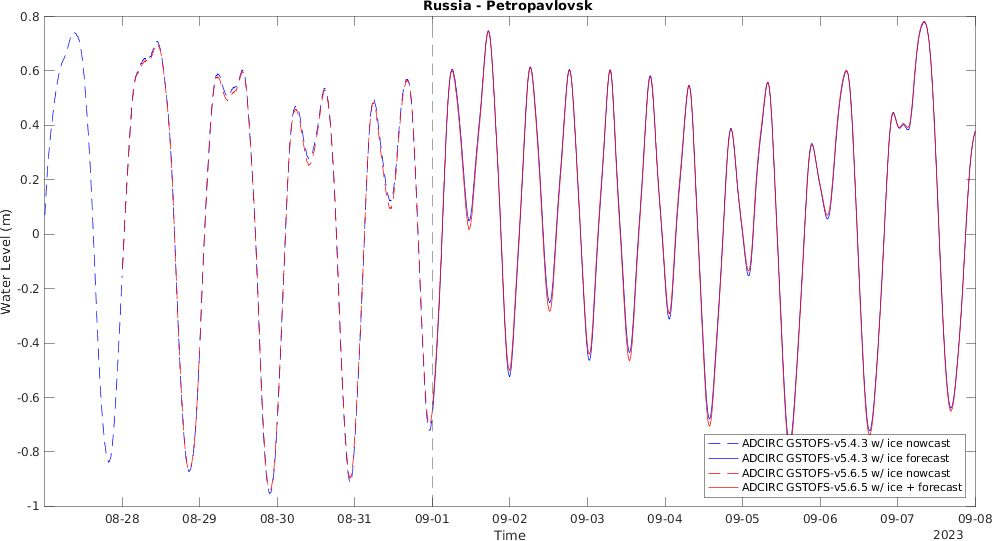 Russia - Petropavlovsk
0.8
0.6
0.4
0.2
0
-0.2
-0.4
-0.6
-0.8
-1
Water Level (m)
ADCIRC GSTOFS-v5.4.3 w/ ice nowcast
ADCIRC GSTOFS-v5.4.3 w/ ice forecast
ADCIRC GSTOFS-v5.6.5 w/ ice nowcast
ADCIRC GSTOFS-v5.6.5 w/ ice + forecast
08-28 08-29 08-30 08-31 09-01 09-02 09-03 09-04 09-05 09-06 09-07 09-08
Time
2023